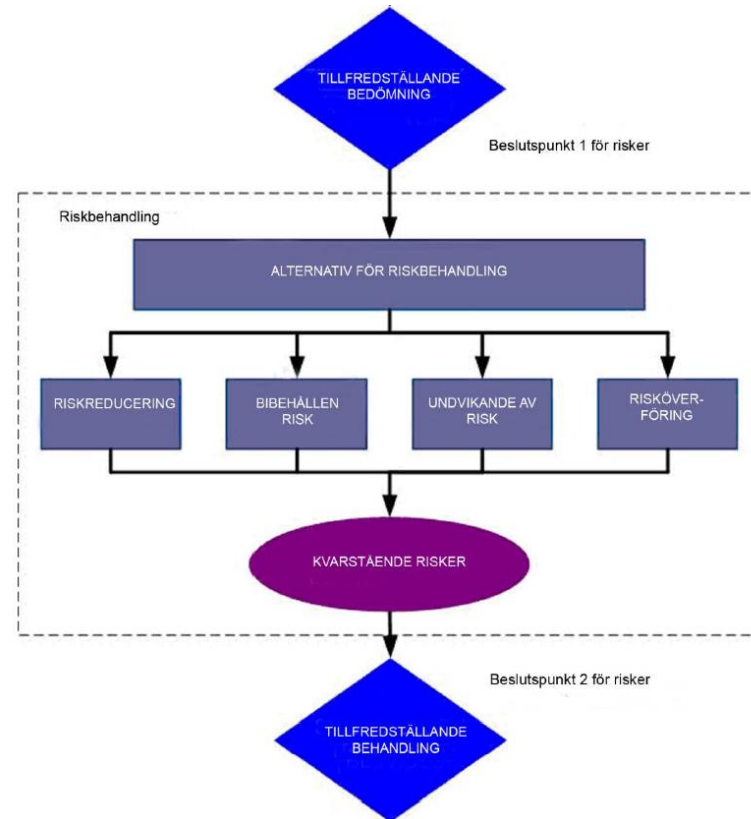 TILLFREDSTÄLLANDE
BEDÖMNING
Beslutspunkt 1 för risker
Riskbehandling
ALTERNATIV FÖR RISKBEHANDLING
RISKREDUCERING
BIBEHÅLLEN
RISK
UNDVIKANDE AV
RISK
RISKÖVER-
FÖRING
KVARSTÅENDE RISKER
Beslutspunkt 2 för risker
TILLFREDSTÄLLANDE
BEHANDLING